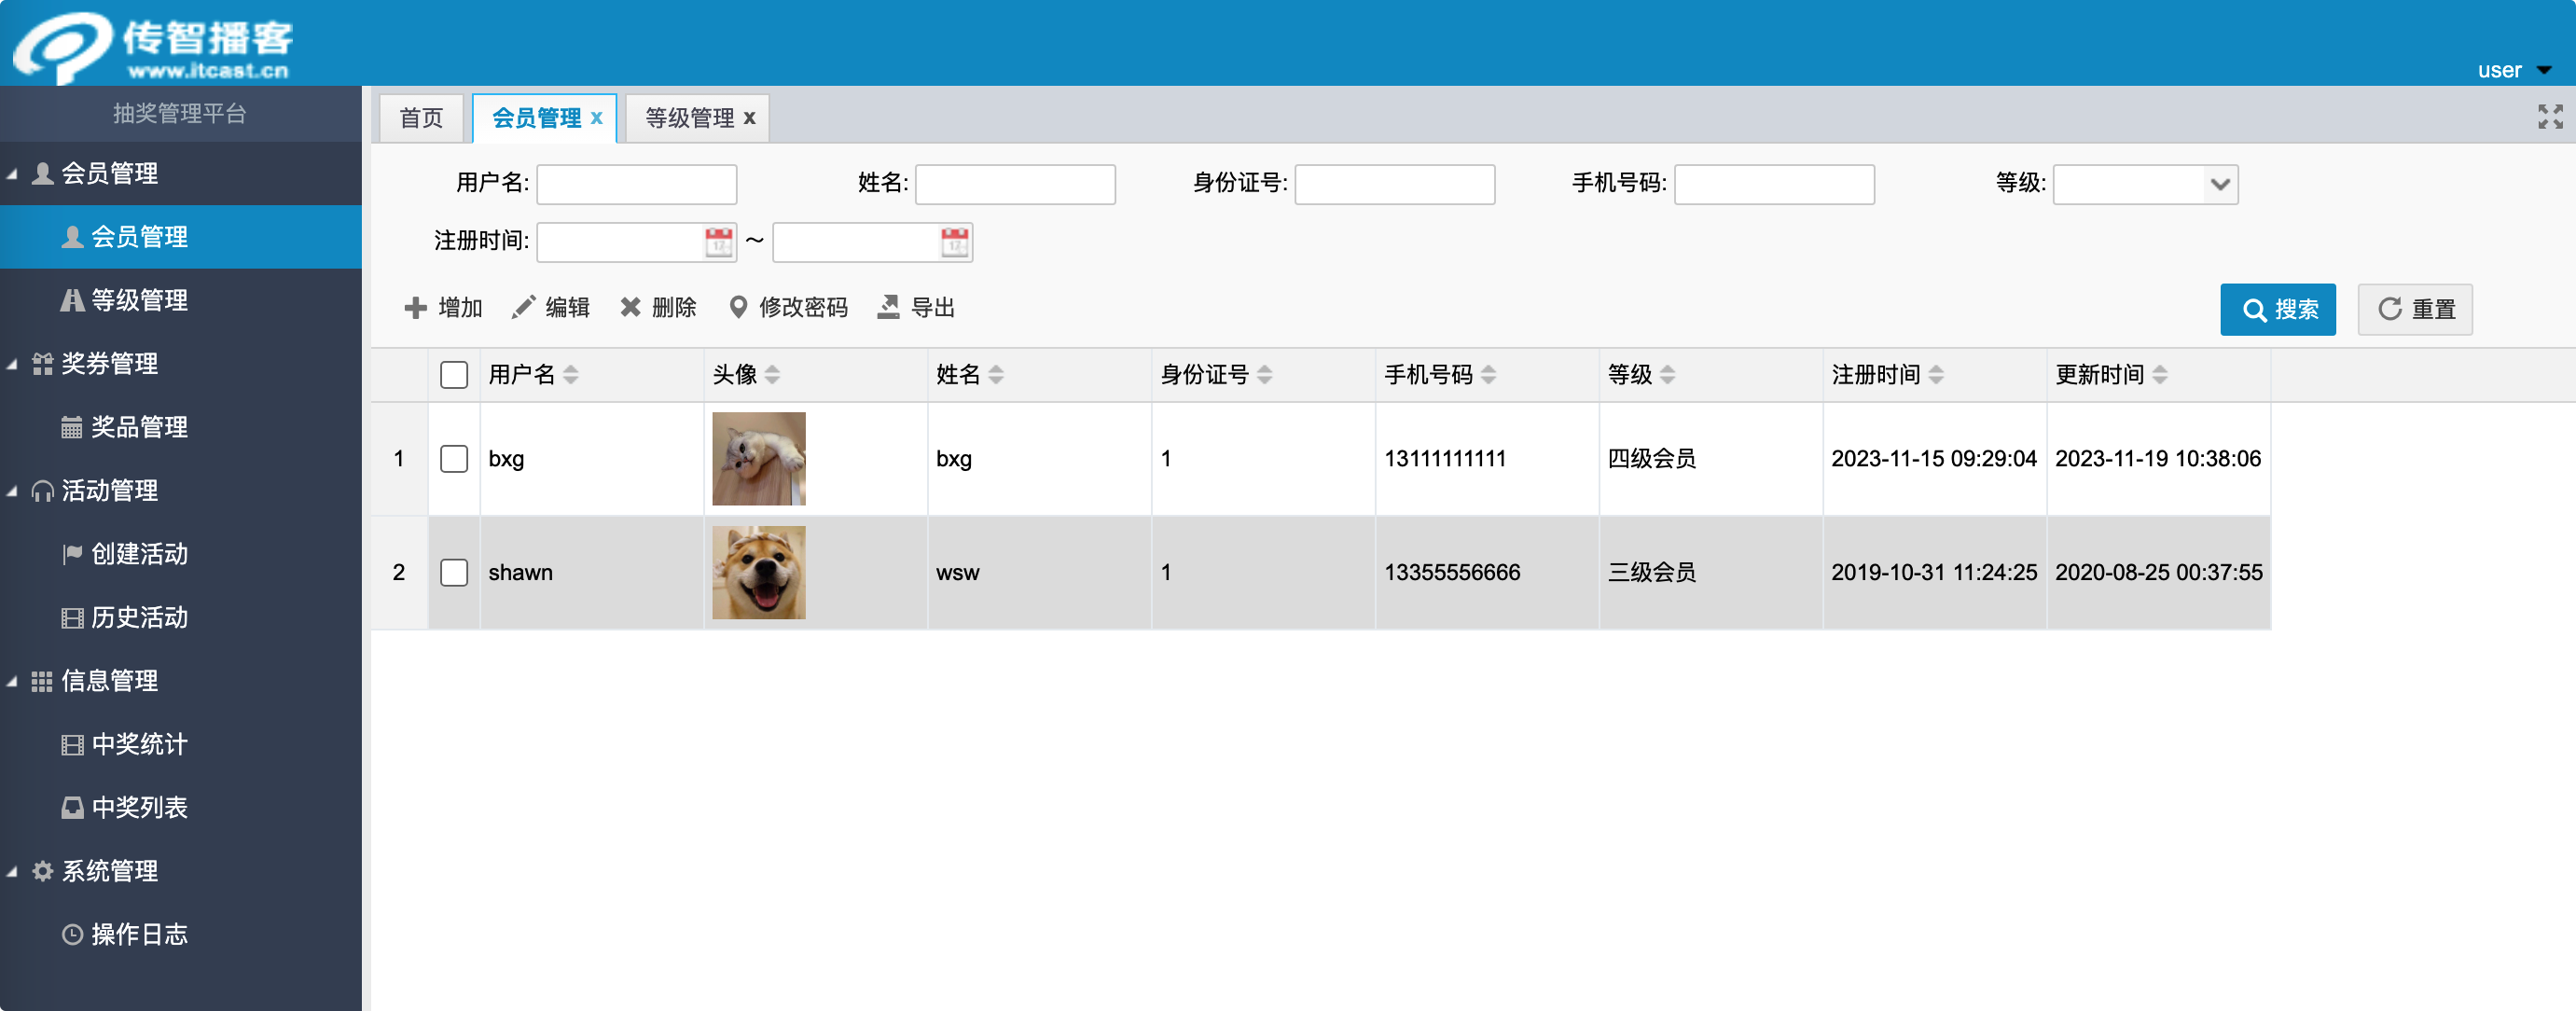 传智播客
www.itcast.cn
user
抽奖管理平台
首页
会员管理 x
等级管理 x
会员管理
会员管理
等级管理
奖券管理
奖品管理
活动管理
创建活动
历史活动
信息管理
中奖统计
中奖列表
系统管理
操作日志
用户名: 姓名: 身份证号: 手机号码: 等级:
注册时间: ~
增加 编辑 删除 修改密码 导出 搜索 重置
用户名 头像 姓名 身份证号 手机号码 等级 注册时间 更新时间
1 bxg bxg 1 13111111111 四级会员 2023-11-15 09:29:04 2023-11-19 10:38:06
2 shawn wsw 1 13355556666 三级会员 2019-10-31 11:24:25 2020-08-25 00:37:55